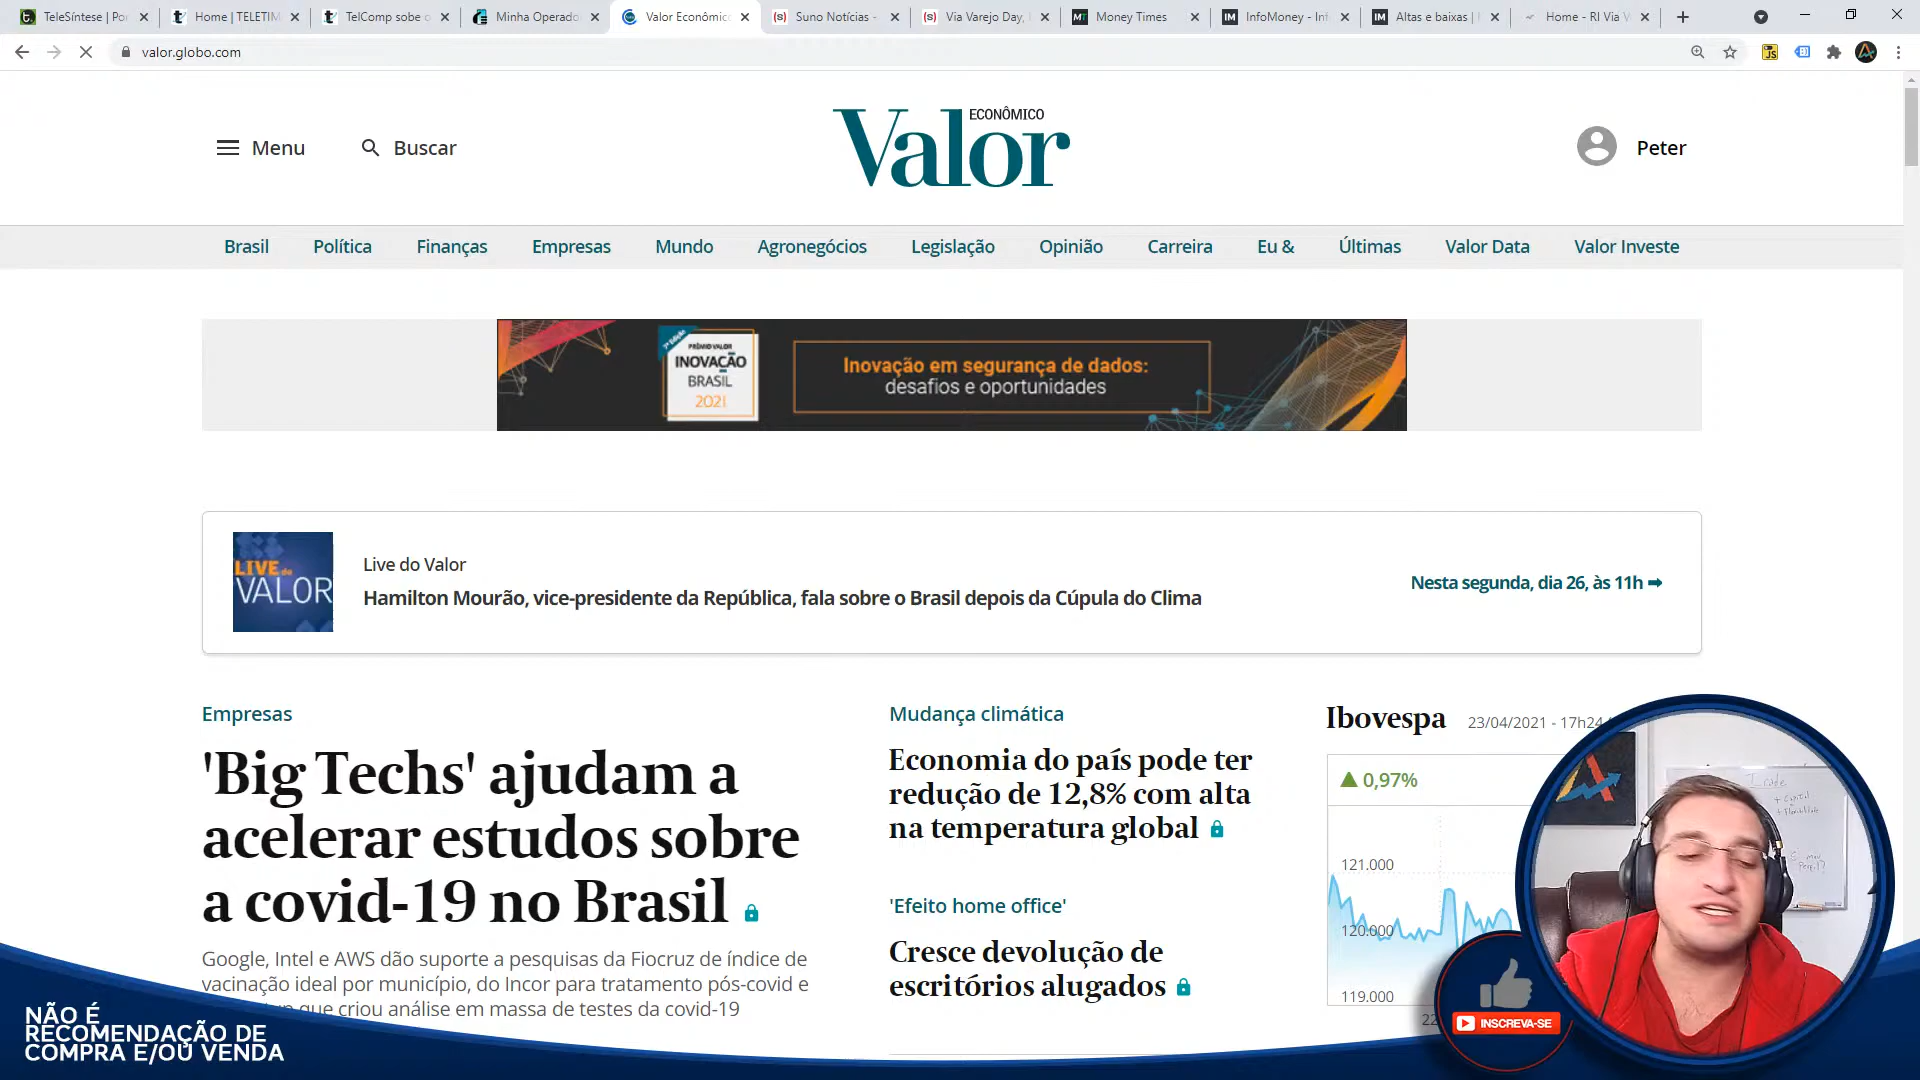 TeleSíntese | Po
Home | TELETIM
TelComp sobe
Minha Operado
Valor Econômico
Suno Notícias -
Via Varejo Day,
Money Times
InfoMoney - Inf
Altas e baixas |
Home - RI Via V
valor.globo.com
Menu
Buscar
Valor ECONÔMICO
Peter
Brasil Política Finanças Empresas Mundo Agronegócios Legislação Opinião Carreira Eu & Últimas Valor Data Valor Investe
7ª Edição
PRÊMIO VALOR
INOVAÇÃO
BRASIL
2021
Inovação em segurança de dados:
desafios e oportunidades
LIVE do
VALOR
Live do Valor
Hamilton Mourão, vice-presidente da República, fala sobre o Brasil depois da Cúpula do Clima
Nesta segunda, dia 26, às 11h ➡
Empresas
'Big Techs' ajudam a
acelerar estudos sobre
a covid-19 no Brasil
Google, Intel e AWS dão suporte a pesquisas da Fiocruz de índice de
vacinação ideal por município, do Incor para tratamento pós-covid e
que criou análise em massa de testes da covid-19
Mudança climática
Economia do país pode ter
redução de 12,8% com alta
na temperatura global
'Efeito home office'
Cresce devolução de
escritórios alugados
Ibovespa 23/04/2021 - 17h24
▲ 0,97%
121.000
120.000
119.000
22
NÃO É
RECOMENDAÇÃO DE
COMPRA E/OU VENDA
INSCREVA-SE